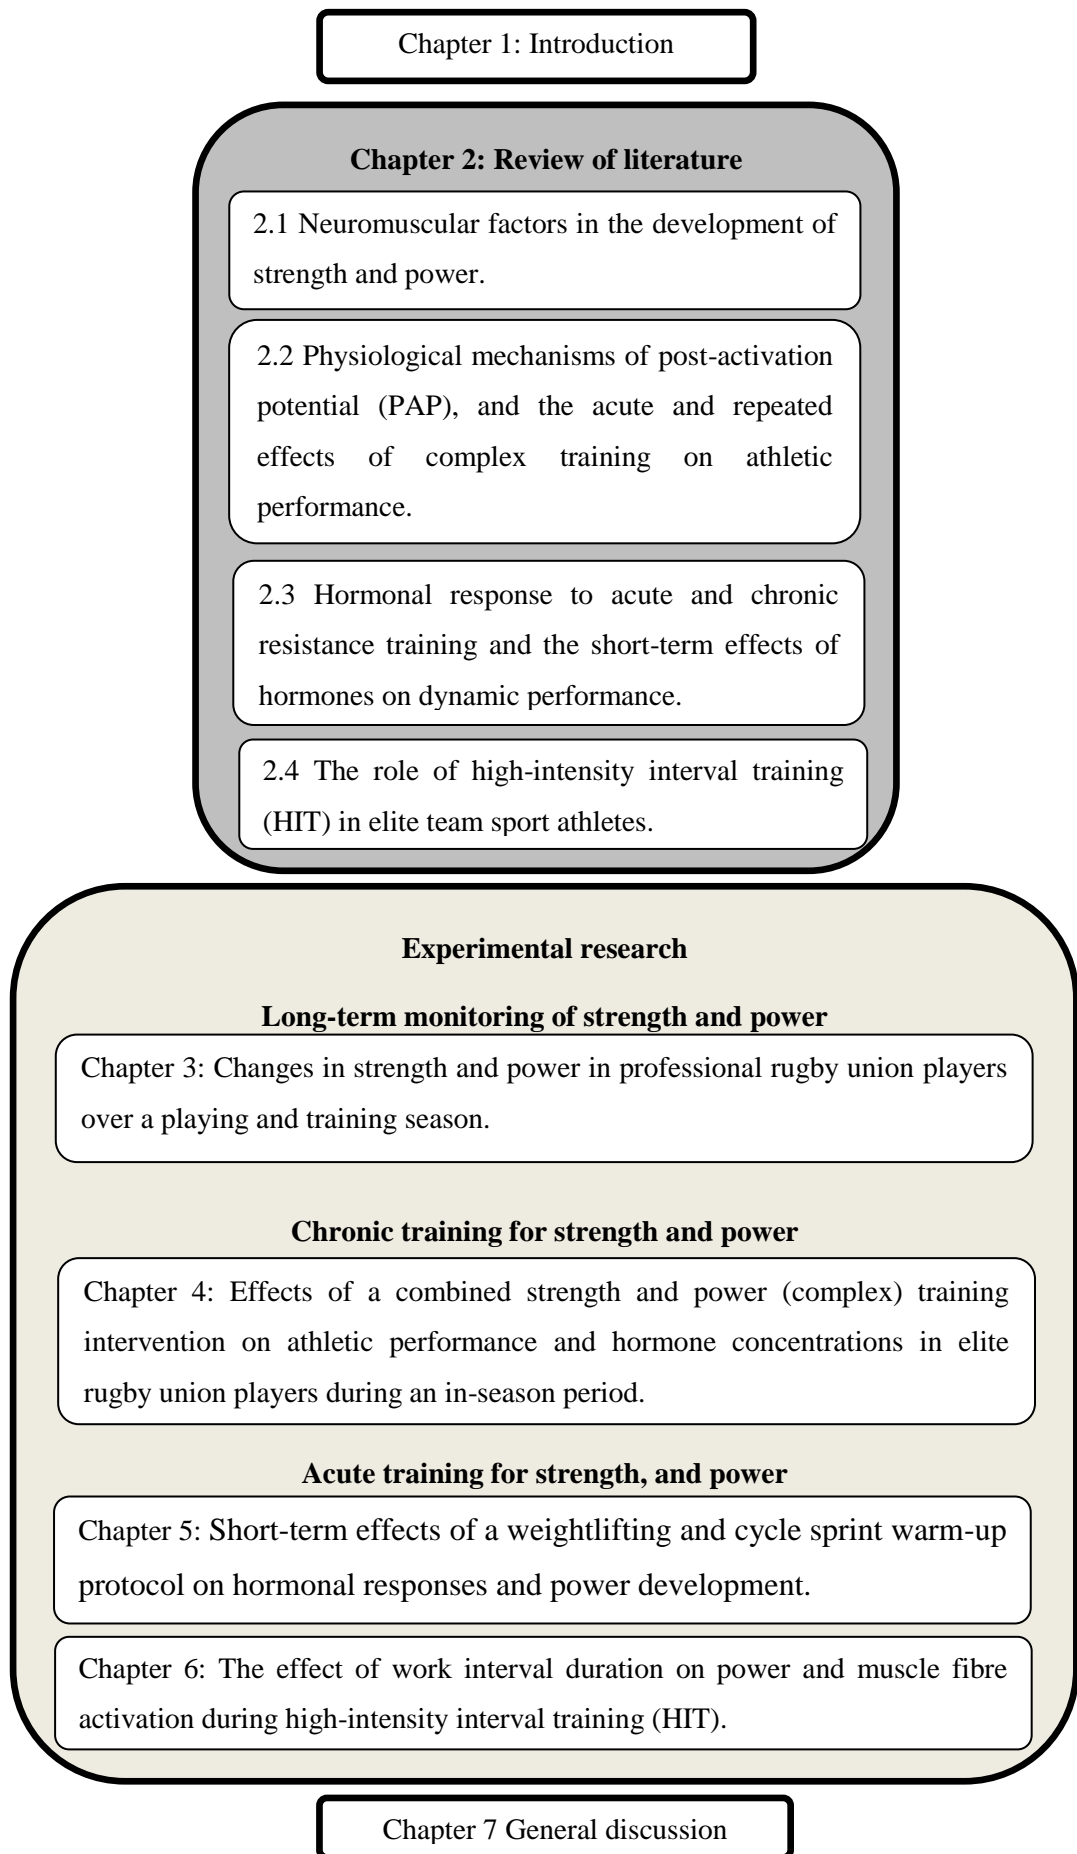 Chapter 1: Introduction
Chapter 2: Review of literature
2.1 Neuromuscular factors in the development of
strength and power.
2.2 Physiological mechanisms of post-activation
potential (PAP), and the acute and repeated
effects of complex training on athletic
performance.
2.3 Hormonal response to acute and chronic
resistance training and the short-term effects of
hormones on dynamic performance.
2.4 The role of high-intensity interval training
(HIT) in elite team sport athletes.
Experimental research
Long-term monitoring of strength and power
Chapter 3: Changes in strength and power in professional rugby union players
over a playing and training season.
Chronic training for strength and power
Chapter 4: Effects of a combined strength and power (complex) training
intervention on athletic performance and hormone concentrations in elite
rugby union players during an in-season period.
Acute training for strength, and power
Chapter 5: Short-term effects of a weightlifting and cycle sprint warm-up
protocol on hormonal responses and power development.
Chapter 6: The effect of work interval duration on power and muscle fibre
activation during high-intensity interval training (HIT).
Chapter 7 General discussion